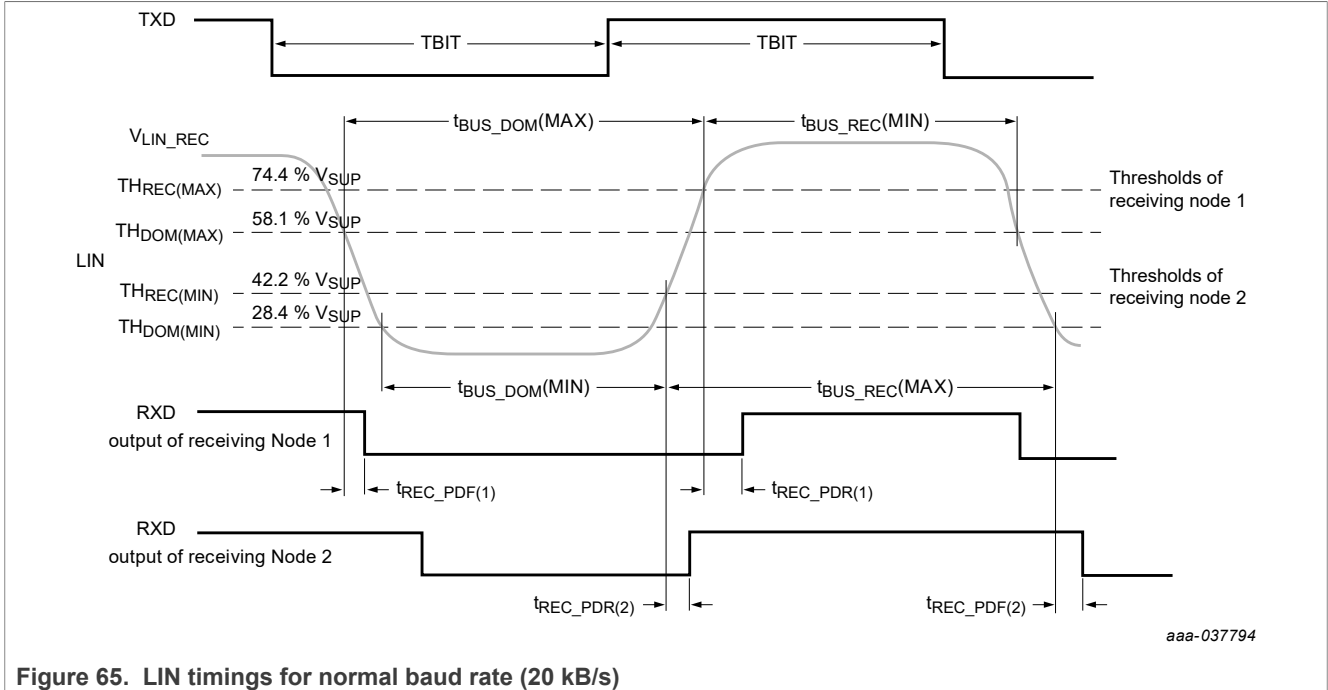 TXD
TBIT TBIT
tBUS_DOM(MAX) tBUS_REC(MIN)
VLIN_REC
THREC(MAX) 74.4 % VSUP
Thresholds of
receiving node 1
THDOM(MAX) 58.1 % VSUP
LIN
THREC(MIN) 42.2 % VSUP
Thresholds of
receiving node 2
THDOM(MIN) 28.4 % VSUP
tBUS_DOM(MIN) tBUS_REC(MAX)
RXD
output of receiving Node 1
tREC_PDF(1) tREC_PDR(1)
RXD
output of receiving Node 2
tREC_PDR(2) tREC_PDF(2)
aaa-037794
Figure 65. LIN timings for normal baud rate (20 kB/s)